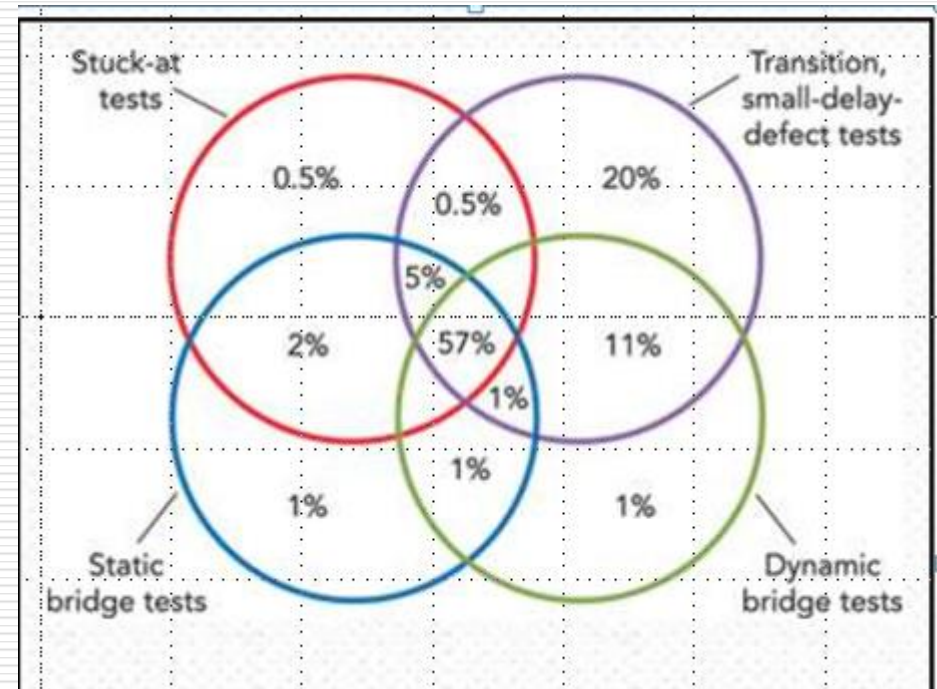 Stuck-at
tests
Transition,
small-delay-
defect tests
0.5%
20%
0.5%
5%
2%
57%
11%
1%
1%
1%
1%
Static
bridge tests
Dynamic
bridge tests